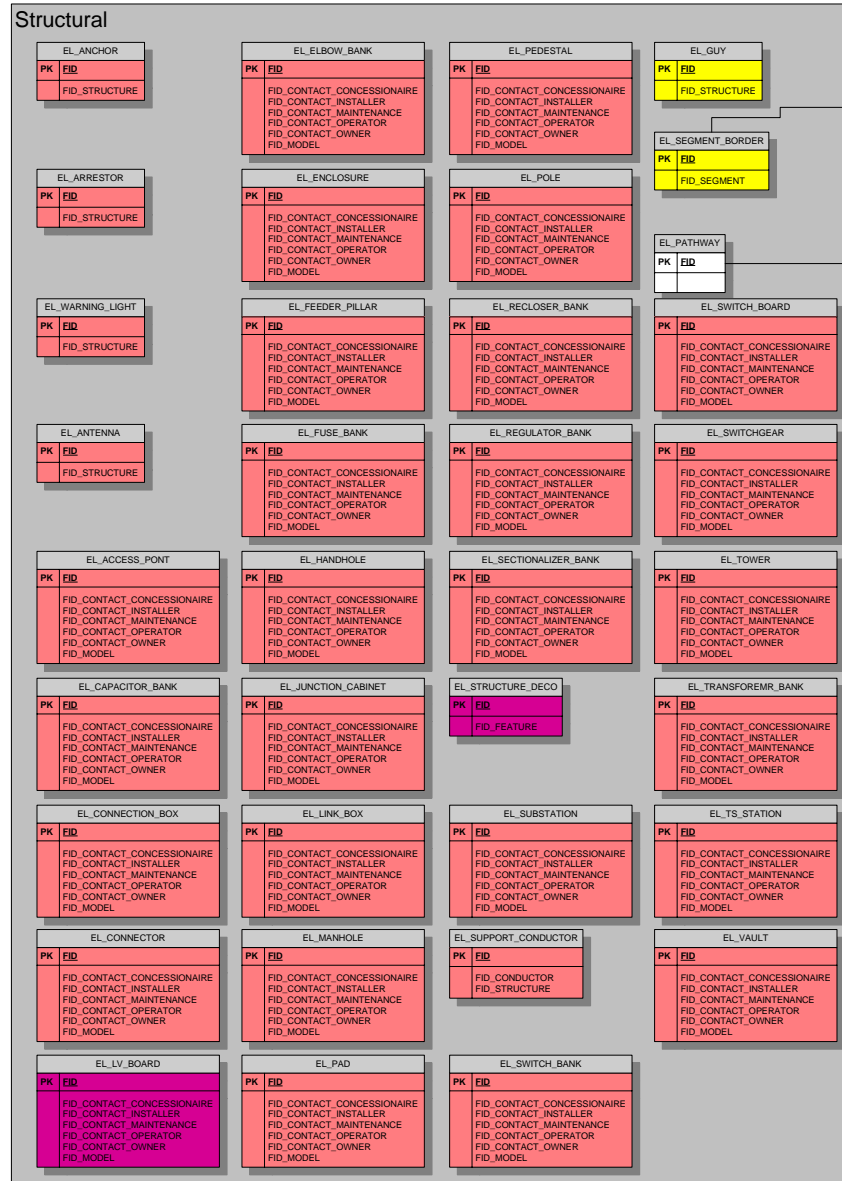 Structural
EL_ANCHOR
PK FID
FID_STRUCTURE
EL_ELBOW_BANK
PK FID
FID_CONTACT_CONCESSIONAIRE
FID_CONTACT_INSTALLER
FID_CONTACT_MAINTENANCE
FID_CONTACT_OPERATOR
FID_CONTACT_OWNER
FID_MODEL
EL_PEDESTAL
PK FID
FID_CONTACT_CONCESSIONAIRE
FID_CONTACT_INSTALLER
FID_CONTACT_MAINTENANCE
FID_CONTACT_OPERATOR
FID_CONTACT_OWNER
FID_MODEL
EL_GUY
PK FID
FID_STRUCTURE
EL_SEGMENT_BORDER
PK FID
FID_SEGMENT
EL_ARRESTOR
PK FID
FID_STRUCTURE
EL_ENCLOSURE
PK FID
FID_CONTACT_CONCESSIONAIRE
FID_CONTACT_INSTALLER
FID_CONTACT_MAINTENANCE
FID_CONTACT_OPERATOR
FID_CONTACT_OWNER
FID_MODEL
EL_POLE
PK FID
FID_CONTACT_CONCESSIONAIRE
FID_CONTACT_INSTALLER
FID_CONTACT_MAINTENANCE
FID_CONTACT_OPERATOR
FID_CONTACT_OWNER
FID_MODEL
EL_PATHWAY
PK FID
EL_WARNING_LIGHT
PK FID
FID_STRUCTURE
EL_FEEDER_PILLAR
PK FID
FID_CONTACT_CONCESSIONAIRE
FID_CONTACT_INSTALLER
FID_CONTACT_MAINTENANCE
FID_CONTACT_OPERATOR
FID_CONTACT_OWNER
FID_MODEL
EL_RECLOSER_BANK
PK FID
FID_CONTACT_CONCESSIONAIRE
FID_CONTACT_INSTALLER
FID_CONTACT_MAINTENANCE
FID_CONTACT_OPERATOR
FID_CONTACT_OWNER
FID_MODEL
EL_SWITCH_BOARD
PK FID
FID_CONTACT_CONCESSIONAIRE
FID_CONTACT_INSTALLER
FID_CONTACT_MAINTENANCE
FID_CONTACT_OPERATOR
FID_CONTACT_OWNER
FID_MODEL
EL_ANTENNA
PK FID
FID_STRUCTURE
EL_FUSE_BANK
PK FID
FID_CONTACT_CONCESSIONAIRE
FID_CONTACT_INSTALLER
FID_CONTACT_MAINTENANCE
FID_CONTACT_OPERATOR
FID_CONTACT_OWNER
FID_MODEL
EL_REGULATOR_BANK
PK FID
FID_CONTACT_CONCESSIONAIRE
FID_CONTACT_INSTALLER
FID_CONTACT_MAINTENANCE
FID_CONTACT_OPERATOR
FID_CONTACT_OWNER
FID_MODEL
EL_SWITCHGEAR
PK FID
FID_CONTACT_CONCESSIONAIRE
FID_CONTACT_INSTALLER
FID_CONTACT_MAINTENANCE
FID_CONTACT_OPERATOR
FID_CONTACT_OWNER
FID_MODEL
EL_ACCESS_PONT
PK FID
FID_CONTACT_CONCESSIONAIRE
FID_CONTACT_INSTALLER
FID_CONTACT_MAINTENANCE
FID_CONTACT_OPERATOR
FID_CONTACT_OWNER
FID_MODEL
EL_HANDHOLE
PK FID
FID_CONTACT_CONCESSIONAIRE
FID_CONTACT_INSTALLER
FID_CONTACT_MAINTENANCE
FID_CONTACT_OPERATOR
FID_CONTACT_OWNER
FID_MODEL
EL_SECTIONALIZER_BANK
PK FID
FID_CONTACT_CONCESSIONAIRE
FID_CONTACT_INSTALLER
FID_CONTACT_MAINTENANCE
FID_CONTACT_OPERATOR
FID_CONTACT_OWNER
FID_MODEL
EL_TOWER
PK FID
FID_CONTACT_CONCESSIONAIRE
FID_CONTACT_INSTALLER
FID_CONTACT_MAINTENANCE
FID_CONTACT_OPERATOR
FID_CONTACT_OWNER
FID_MODEL
EL_CAPACITOR_BANK
PK FID
FID_CONTACT_CONCESSIONAIRE
FID_CONTACT_INSTALLER
FID_CONTACT_MAINTENANCE
FID_CONTACT_OPERATOR
FID_CONTACT_OWNER
FID_MODEL
EL_JUNCTION_CABINET
PK FID
FID_CONTACT_CONCESSIONAIRE
FID_CONTACT_INSTALLER
FID_CONTACT_MAINTENANCE
FID_CONTACT_OPERATOR
FID_CONTACT_OWNER
FID_MODEL
EL_STRUCTURE_DECO
PK FID
FID_FEATURE
EL_TRANSFOREMR_BANK
PK FID
FID_CONTACT_CONCESSIONAIRE
FID_CONTACT_INSTALLER
FID_CONTACT_MAINTENANCE
FID_CONTACT_OPERATOR
FID_CONTACT_OWNER
FID_MODEL
EL_CONNECTION_BOX
PK FID
FID_CONTACT_CONCESSIONAIRE
FID_CONTACT_INSTALLER
FID_CONTACT_MAINTENANCE
FID_CONTACT_OPERATOR
FID_CONTACT_OWNER
FID_MODEL
EL_LINK_BOX
PK FID
FID_CONTACT_CONCESSIONAIRE
FID_CONTACT_INSTALLER
FID_CONTACT_MAINTENANCE
FID_CONTACT_OPERATOR
FID_CONTACT_OWNER
FID_MODEL
EL_SUBSTATION
PK FID
FID_CONTACT_CONCESSIONAIRE
FID_CONTACT_INSTALLER
FID_CONTACT_MAINTENANCE
FID_CONTACT_OPERATOR
FID_CONTACT_OWNER
FID_MODEL
EL_TS_STATION
PK FID
FID_CONTACT_CONCESSIONAIRE
FID_CONTACT_INSTALLER
FID_CONTACT_MAINTENANCE
FID_CONTACT_OPERATOR
FID_CONTACT_OWNER
FID_MODEL
EL_CONNECTOR
PK FID
FID_CONTACT_CONCESSIONAIRE
FID_CONTACT_INSTALLER
FID_CONTACT_MAINTENANCE
FID_CONTACT_OPERATOR
FID_CONTACT_OWNER
FID_MODEL
EL_MANHOLE
PK FID
FID_CONTACT_CONCESSIONAIRE
FID_CONTACT_INSTALLER
FID_CONTACT_MAINTENANCE
FID_CONTACT_OPERATOR
FID_CONTACT_OWNER
FID_MODEL
EL_SUPPORT_CONDUCTOR
PK FID
FID_CONDUCTOR
FID_STRUCTURE
EL_VAULT
PK FID
FID_CONTACT_CONCESSIONAIRE
FID_CONTACT_INSTALLER
FID_CONTACT_MAINTENANCE
FID_CONTACT_OPERATOR
FID_CONTACT_OWNER
FID_MODEL
EL_LV_BOARD
PK FID
FID_CONTACT_CONCESSIONAIRE
FID_CONTACT_INSTALLER
FID_CONTACT_MAINTENANCE
FID_CONTACT_OPERATOR
FID_CONTACT_OWNER
FID_MODEL
EL_PAD
PK FID
FID_CONTACT_CONCESSIONAIRE
FID_CONTACT_INSTALLER
FID_CONTACT_MAINTENANCE
FID_CONTACT_OPERATOR
FID_CONTACT_OWNER
FID_MODEL
EL_SWITCH_BANK
PK FID
FID_CONTACT_CONCESSIONAIRE
FID_CONTACT_INSTALLER
FID_CONTACT_MAINTENANCE
FID_CONTACT_OPERATOR
FID_CONTACT_OWNER
FID_MODEL